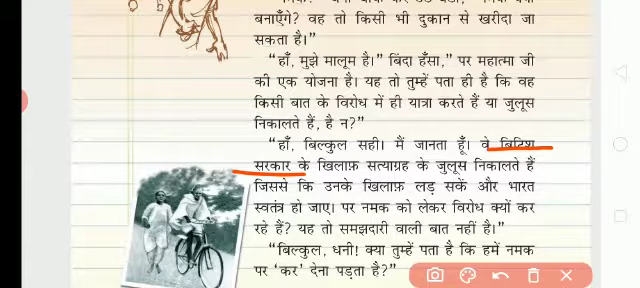 बनाएँगे? वह तो किसी भी दुकान से खरीदा जा
सकता है।"
"हाँ, मुझे मालूम है।" बिंदा हँसा," पर महात्मा जी
की एक योजना है। यह तो तुम्हें पता ही है कि वह
किसी बात के विरोध में ही यात्रा करते हैं या जुलूस
निकालते हैं, है न?"
"हाँ, बिल्कुल सही। मैं जानता हूँ। वे ब्रिटिश
सरकार के खिलाफ़ सत्याग्रह के जुलूस निकालते हैं
जिससे कि उनके खिलाफ़ लड़ सकें और भारत
स्वतंत्र हो जाए। पर नमक को लेकर विरोध क्यों कर
रहे हैं? यह तो समझदारी वाली बात नहीं है।"
"बिल्कुल, धनी! क्या तुम्हें पता है कि हमें नमक
पर 'कर' देना पड़ता है?"